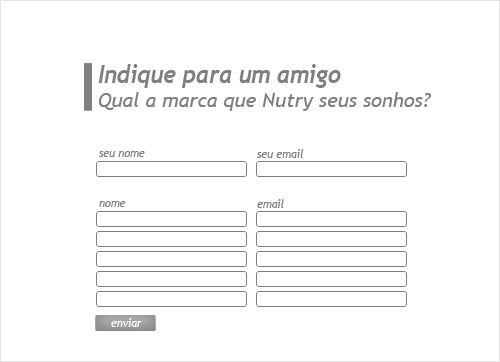 Indique para um amigo
Qual a marca que Nutry seus sonhos?
seu nome seu email
nome email
enviar